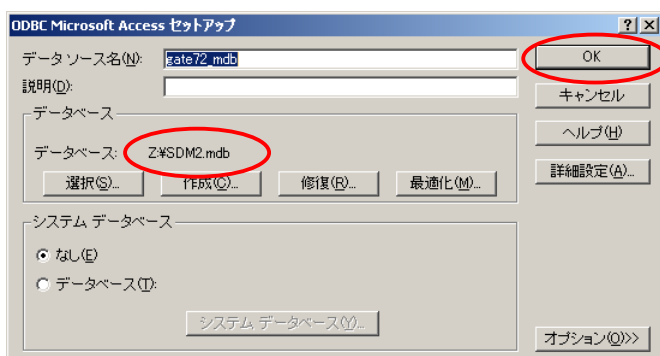 ODBC Microsoft Access セットアップ
データ ソース名(N): gate72_mdb
OK
説明(D):
キャンセル
データベース
ヘルプ(H)
データベース: Z:¥SDM2.mdb
詳細設定(A)...
選択(S)... 作成(C)... 修復(R)... 最適化(M)...
システム データベース
なし(E)
データベース(T):
システム データベース(Y)...
オプション(O)>>